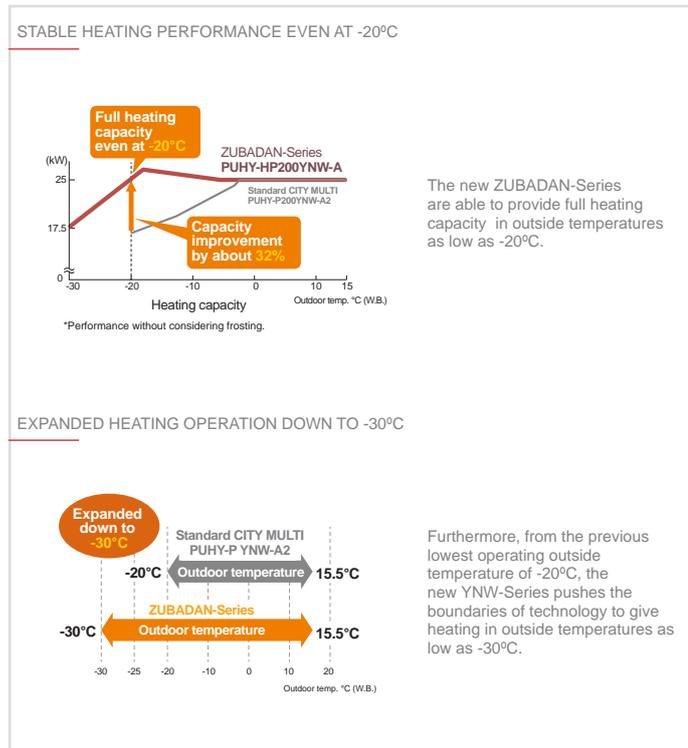 STABLE HEATING PERFORMANCE EVEN AT -20ºC
Full heating
capacity
even at -20°C
(kW)
25
17.5
0
ZUBADAN-Series
PUHY-HP200YNW-A
Standard CITY MULTI
PUHY-P200YNW-A2
Capacity
improvement
by about 32%
-30 -20 -10 0 10 15
Heating capacity
Outdoor temp. °C (W.B.)
*Performance without considering frosting.
The new ZUBADAN-Series
are able to provide full heating
capacity in outside temperatures
as low as -20ºC.
EXPANDED HEATING OPERATION DOWN TO -30ºC
Expanded
down to
-30°C
Standard CITY MULTI
PUHY-P YNW-A2
-20°C Outdoor temperature 15.5°C
ZUBADAN-Series
-30°C Outdoor temperature 15.5°C
-30 -25 -20 -10 0 10 20
Outdoor temp. °C (W.B.)
Furthermore, from the previous
lowest operating outside
temperature of -20ºC, the
new YNW-Series pushes the
boundaries of technology to give
heating in outside temperatures as
low as -30ºC.